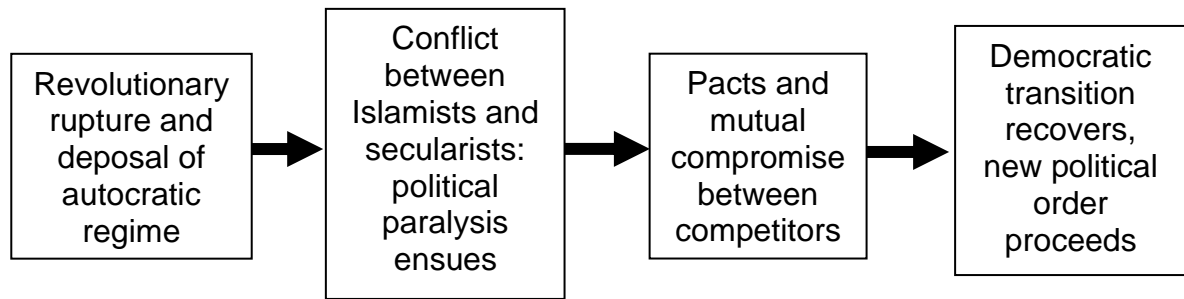 Revolutionary
rupture and
deposal of
autocratic
regime
Conflict
between
Islamists and
secularists:
political
paralysis
ensues
Pacts and
mutual
compromise
between
competitors
Democratic
transition
recovers,
new political
order
proceeds